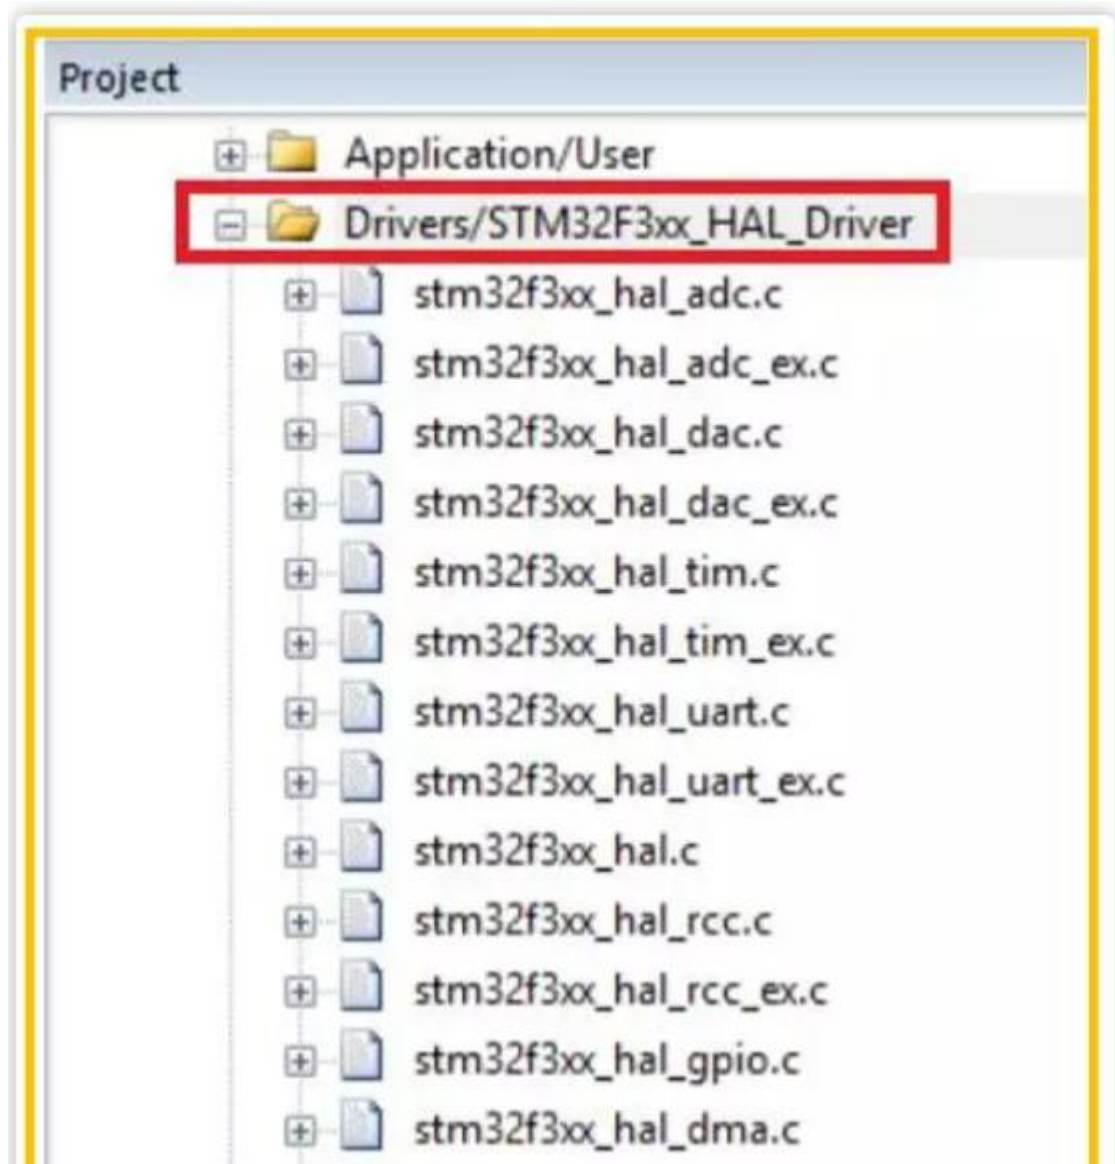 Project
Application/User
Drivers/STM32F3xx_HAL_Driver
stm32f3xx_hal_adc.c
stm32f3xx_hal_adc_ex.c
stm32f3xx_hal_dac.c
stm32f3xx_hal_dac_ex.c
stm32f3xx_hal_tim.c
stm32f3xx_hal_tim_ex.c
stm32f3xx_hal_uart.c
stm32f3xx_hal_uart_ex.c
stm32f3xx_hal.c
stm32f3xx_hal_rcc.c
stm32f3xx_hal_rcc_ex.c
stm32f3xx_hal_gpio.c
stm32f3xx_hal_dma.c